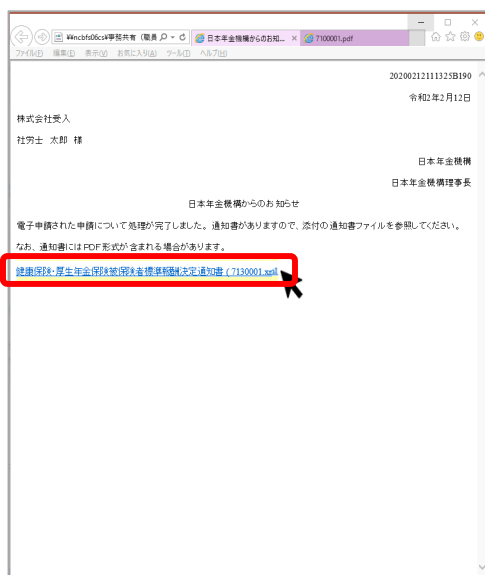 ¥¥ncbfs06cs¥事務共有（職員
日本年金機構からのお知... ×
7100001.pdf
ファイル(F) 編集(E) 表示(V) お気に入り(A) ツール(T) ヘルプ(H)
20200212111325B190
令和2年2月12日
株式会社受入
社労士 太郎 様
日本年金機構
日本年金機構理事長
日本年金機構からのお知らせ
電子申請された申請について処理が完了しました。通知書がありますので、添付の通知書ファイルを参照してください。
なお、通知書にはPDF形式が含まれる場合があります。
健康保険・厚生年金保険被保険者標準報酬決定通知書 ( 7130001.xml